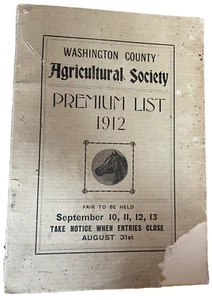 WASHINGTON COUNTY
Agricultural Society
PREMIUM LIST
1912
FAIR TO BE HELD
September 10, 11, 12, 13
TAKE NOTICE WHEN ENTRIES CLOSE
AUGUST 31st